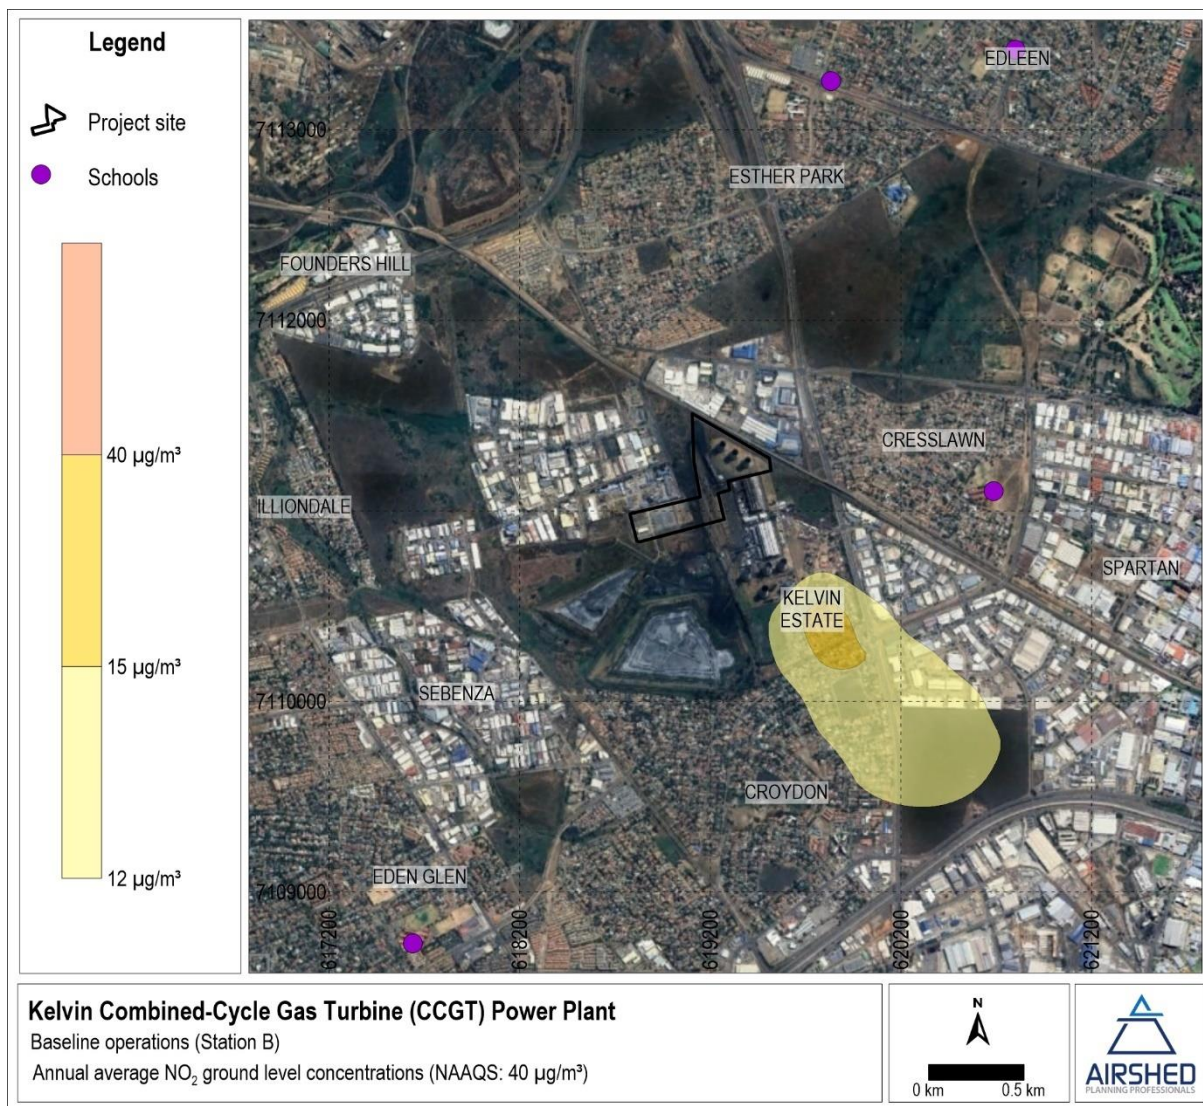 Legend
Project site
Schools
40 µg/m³
15 µg/m³
12 µg/m³
EDLEEN
7113000
ESTHER PARK
FOUNDERS HILL
7112000
CRESSLAWN
ILLIONDALE
SPARTAN
KELVIN
ESTATE
SEBENZA
7110000
CROYDON
EDEN GLEN
7109000
617200
618200
619200
620200
621200
Kelvin Combined-Cycle Gas Turbine (CCGT) Power Plant
Baseline operations (Station B)
Annual average NO₂ ground level concentrations (NAAQS: 40 µg/m³)
N
0 km 0.5 km
AIRSHED
PLANNING PROFESSIONALS